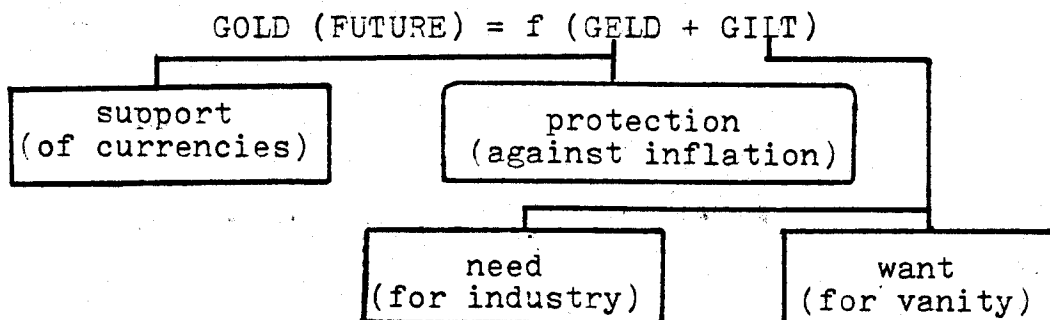 GOLD (FUTURE) = f (GELD + GILT)
support
(of currencies)
protection
(against inflation)
need
(for industry)
want
(for vanity)